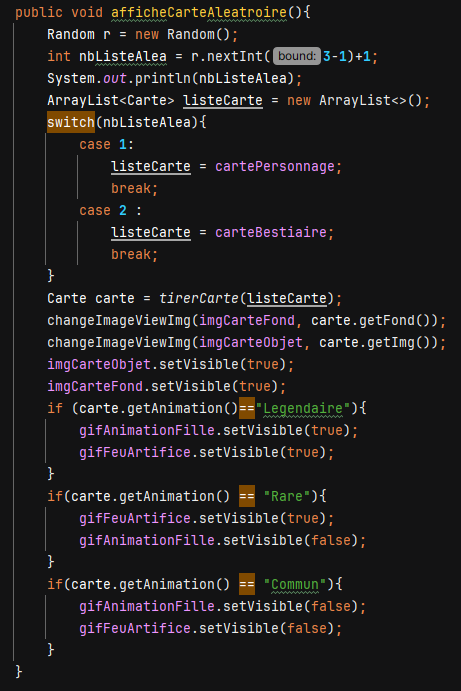 public void afficheCarteAleatroire(){
Random r = new Random();
int nbListeAlea = r.nextInt( bound: 3-1)+1;
System.out.println(nbListeAlea);
ArrayList<Carte> listeCarte = new ArrayList<>();
switch(nbListeAlea){
case 1:
listeCarte = cartePersonnage;
break;
case 2 :
listeCarte = carteBestiaire;
break;
}
Carte carte = tirerCarte(listeCarte);
changeImageViewImg(imgCarteFond, carte.getFond());
changeImageViewImg(imgCarteObjet, carte.getImg());
imgCarteObjet.setVisible(true);
imgCarteFond.setVisible(true);
if (carte.getAnimation()=="Legendaire"){
gifAnimationFille.setVisible(true);
gifFeuArtifice.setVisible(true);
}
if(carte.getAnimation() == "Rare"){
gifFeuArtifice.setVisible(true);
gifAnimationFille.setVisible(false);
}
if(carte.getAnimation() == "Commun"){
gifAnimationFille.setVisible(false);
gifFeuArtifice.setVisible(false);
}
}